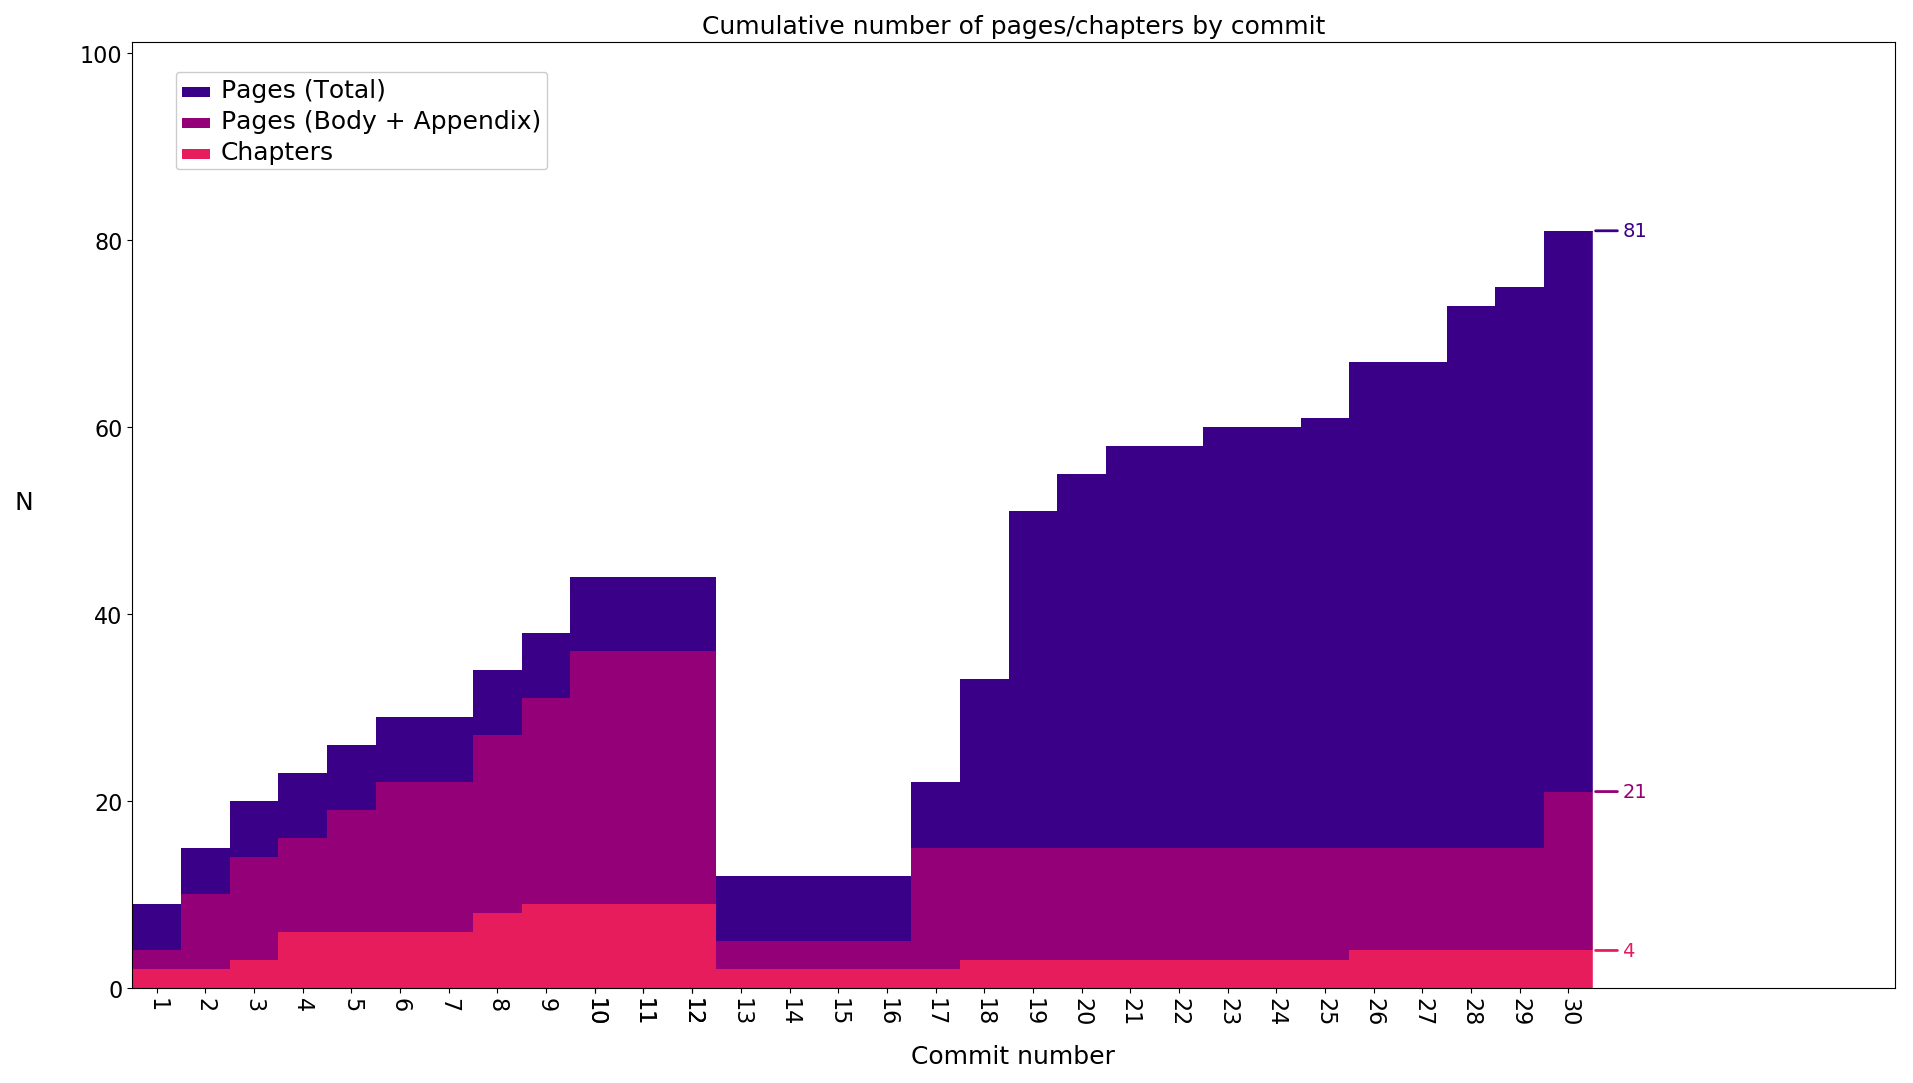 Cumulative number of pages/chapters by commit
Pages (Total)
Pages (Body + Appendix)
Chapters
100
80
60
40
20
0
N
81
21
4
1 2 3 4 5 6 7 8 9 10 11 12 13 14 15 16 17 18 19 20 21 22 23 24 25 26 27 28 29 30
Commit number